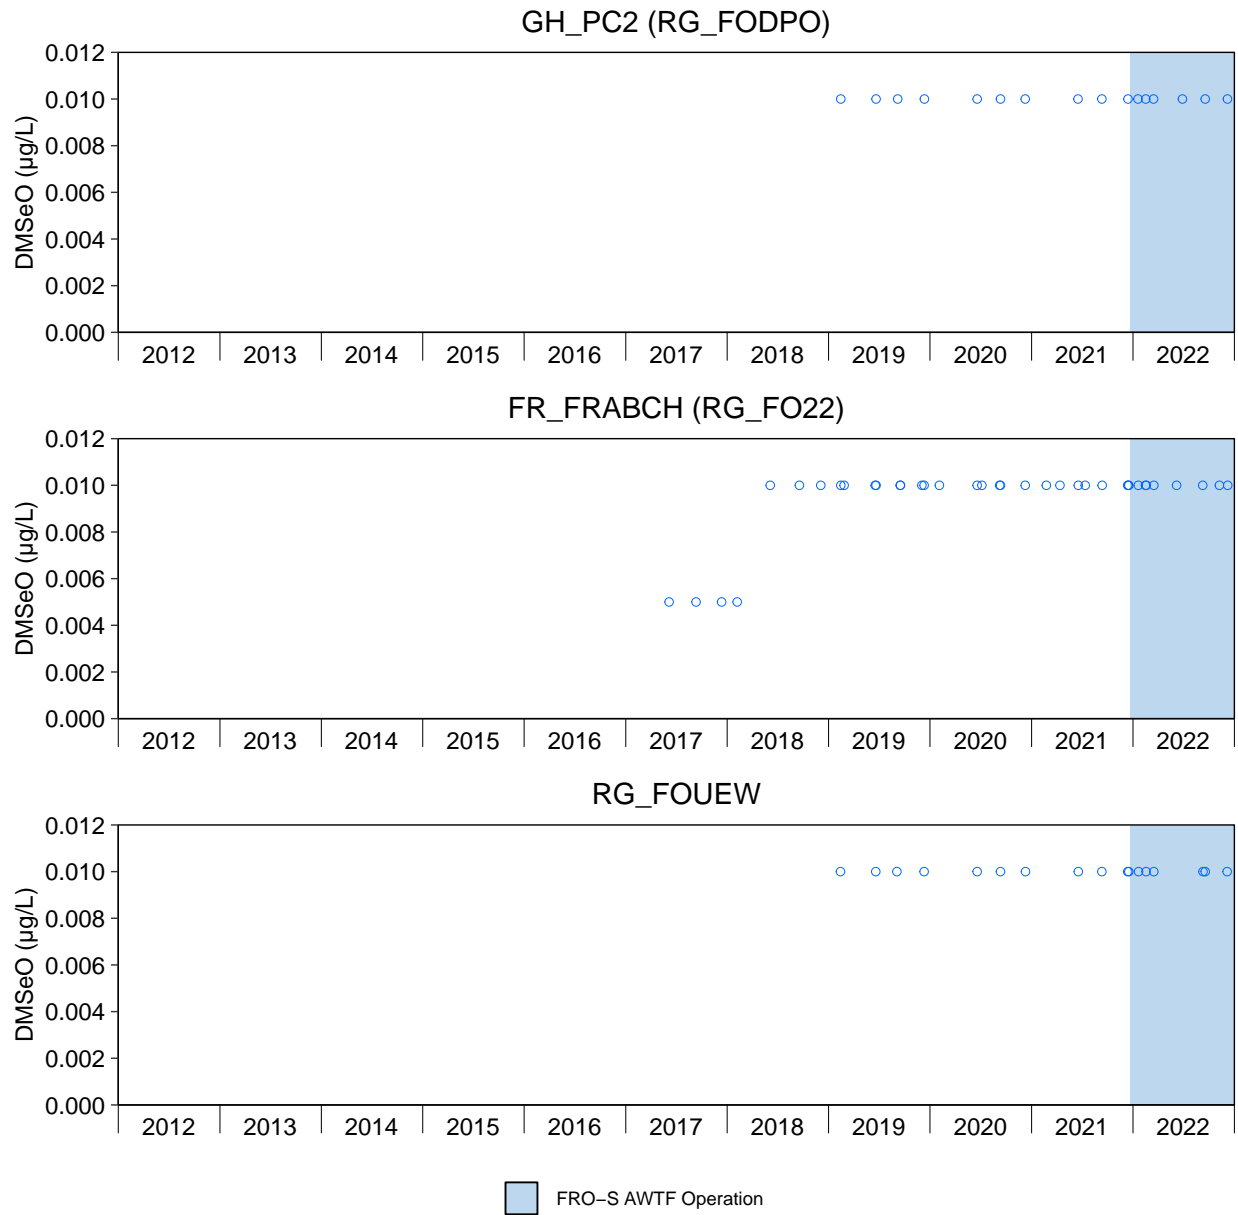 GH_PC2 (RG_FODPO)
DMSeO (µg/L)
0.012
0.010
0.008
0.006
0.004
0.002
0.000
2012 2013 2014 2015 2016 2017 2018 2019 2020 2021 2022
FR_FRABCH (RG_FO22)
DMSeO (µg/L)
0.012
0.010
0.008
0.006
0.004
0.002
0.000
2012 2013 2014 2015 2016 2017 2018 2019 2020 2021 2022
RG_FOUEW
DMSeO (µg/L)
0.012
0.010
0.008
0.006
0.004
0.002
0.000
2012 2013 2014 2015 2016 2017 2018 2019 2020 2021 2022
FRO−S AWTF Operation